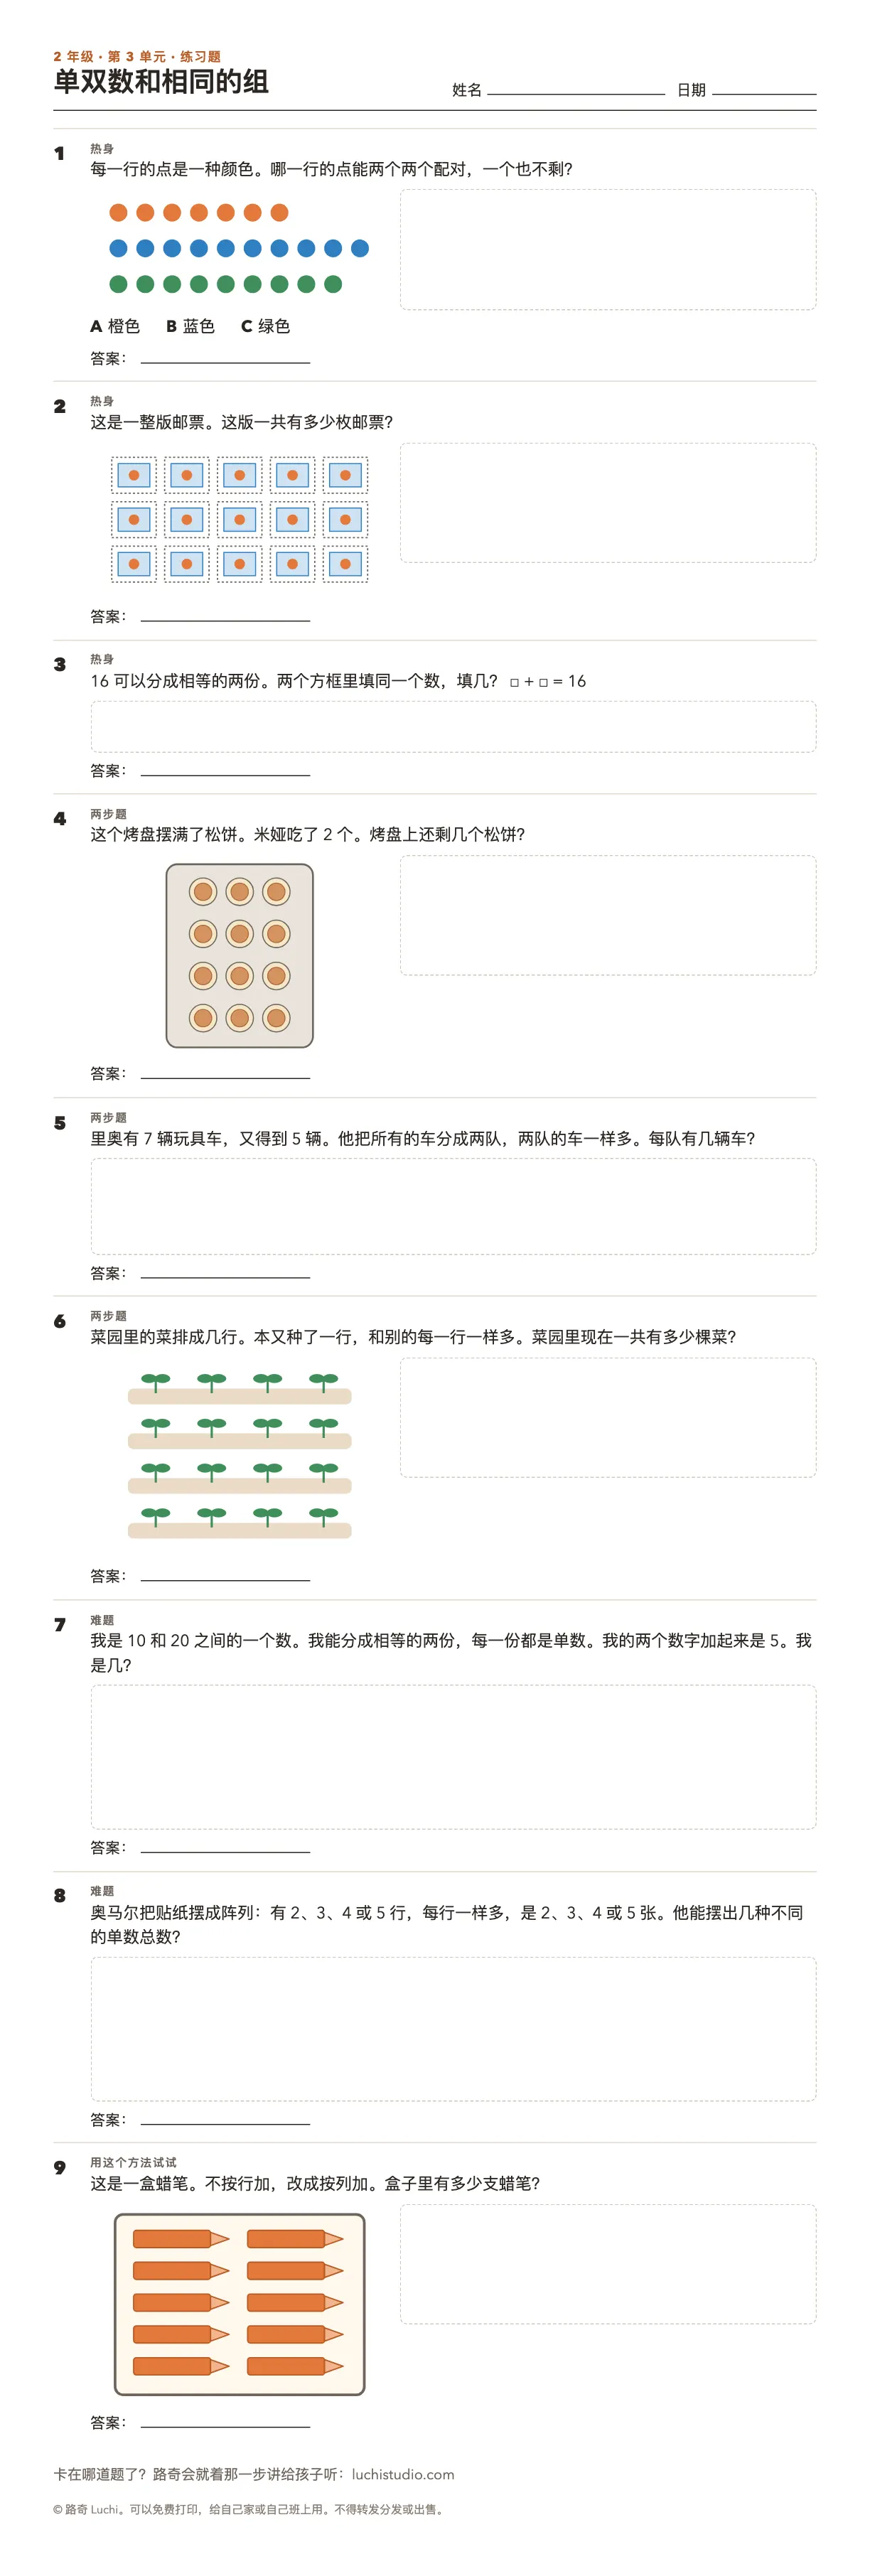 2 年级 · 第 3 单元 · 练习题
单双数和相同的组
姓名 日期
1
热身
每一行的点是一种颜色。哪一行的点能两个两个配对，一个也不剩？
A 橙色 B 蓝色 C 绿色
答案：
2
热身
这是一整版邮票。这版一共有多少枚邮票？
答案：
3
热身
16 可以分成相等的两份。两个方框里填同一个数，填几？ □ + □ = 16
答案：
4
两步题
这个烤盘摆满了松饼。米娅吃了 2 个。烤盘上还剩几个松饼？
答案：
5
两步题
里奥有 7 辆玩具车，又得到 5 辆。他把所有的车分成两队，两队的车一样多。每队有几辆车？
答案：
6
两步题
菜园里的菜排成几行。本又种了一行，和别的每一行一样多。菜园里现在一共有多少棵菜？
答案：
7
难题
我是 10 和 20 之间的一个数。我能分成相等的两份，每一份都是单数。我的两个数字加起来是 5。我
是几？
答案：
8
难题
奥马尔把贴纸摆成阵列：有 2、3、4 或 5 行，每行一样多，是 2、3、4 或 5 张。他能摆出几种不同
的单数总数？
答案：
9
用这个方法试试
这是一盒蜡笔。不按行加，改成按列加。盒子里有多少支蜡笔？
答案：
卡在哪道题了？路奇会就着那一步讲给孩子听：luchistudio.com
© 路奇 Luchi。可以免费打印，给自己家或自己班上用。不得转发分发或出售。